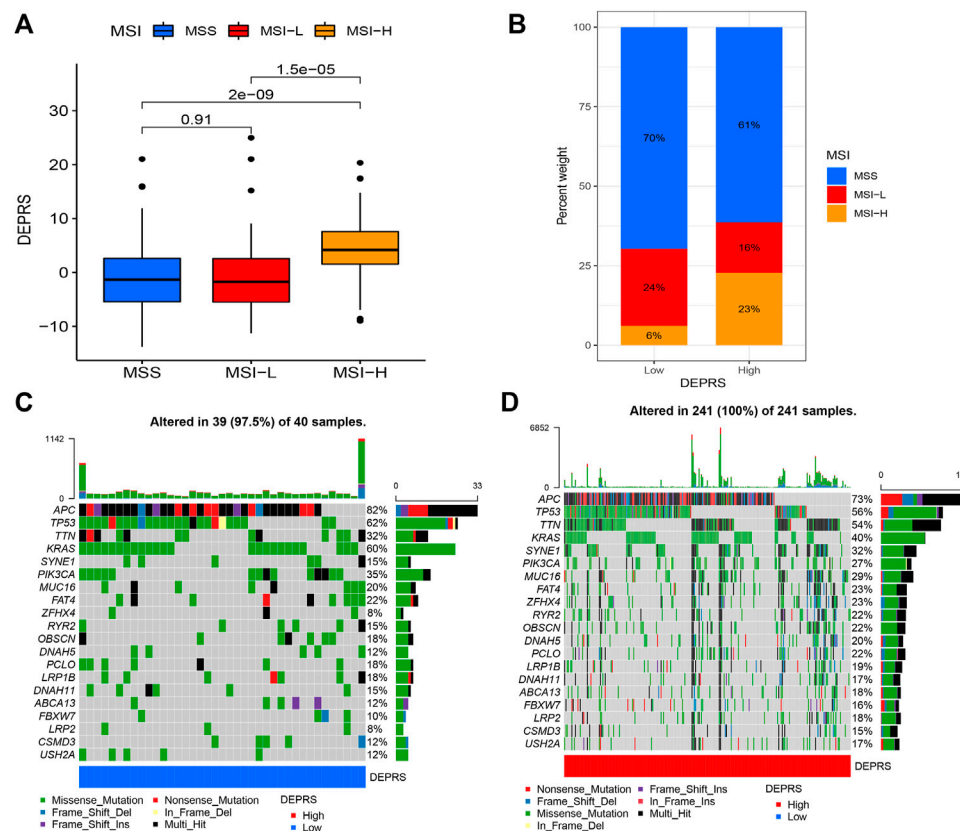 A
MSI MSS MSI-L MSI-H
1.5e-05
2e-09
0.91
30
20
10
0
-10
DEPRS
MSS MSI-L MSI-H
B
100
75
50
25
0
Percent weight
70%
24%
6%
61%
16%
23%
Low High
DEPRS
MSI
MSS
MSI-L
MSI-H
C
Altered in 39 (97.5%) of 40 samples.
1142
0
0 33
APC 82%
TP53 62%
TTN 32%
KRAS 60%
SYNE1 15%
PIK3CA 35%
MUC16 20%
FAT4 22%
ZFHX4 8%
RYR2 15%
OBSCN 18%
DNAH5 12%
PCLO 18%
LRP1B 18%
DNAH11 15%
ABCA13 12%
FBXW7 10%
LRP2 8%
CSMD3 12%
USH2A 12%
DEPRS
Missense_Mutation Nonsense_Mutation DEPRS
Frame_Shift_Del In_Frame_Del High
Frame_Shift_Ins Multi_Hit Low
D
Altered in 241 (100%) of 241 samples.
6852
0
0
APC 73%
TP53 56%
TTN 54%
KRAS 40%
SYNE1 32%
PIK3CA 27%
MUC16 29%
FAT4 23%
ZFHX4 23%
RYR2 22%
OBSCN 22%
DNAH5 20%
PCLO 22%
LRP1B 19%
DNAH11 17%
ABCA13 18%
FBXW7 16%
LRP2 18%
CSMD3 15%
USH2A 17%
DEPRS
Nonsense_Mutation Frame_Shift_Ins DEPRS
Frame_Shift_Del In_Frame_Ins High
Missense_Mutation Multi_Hit Low
In_Frame_Del